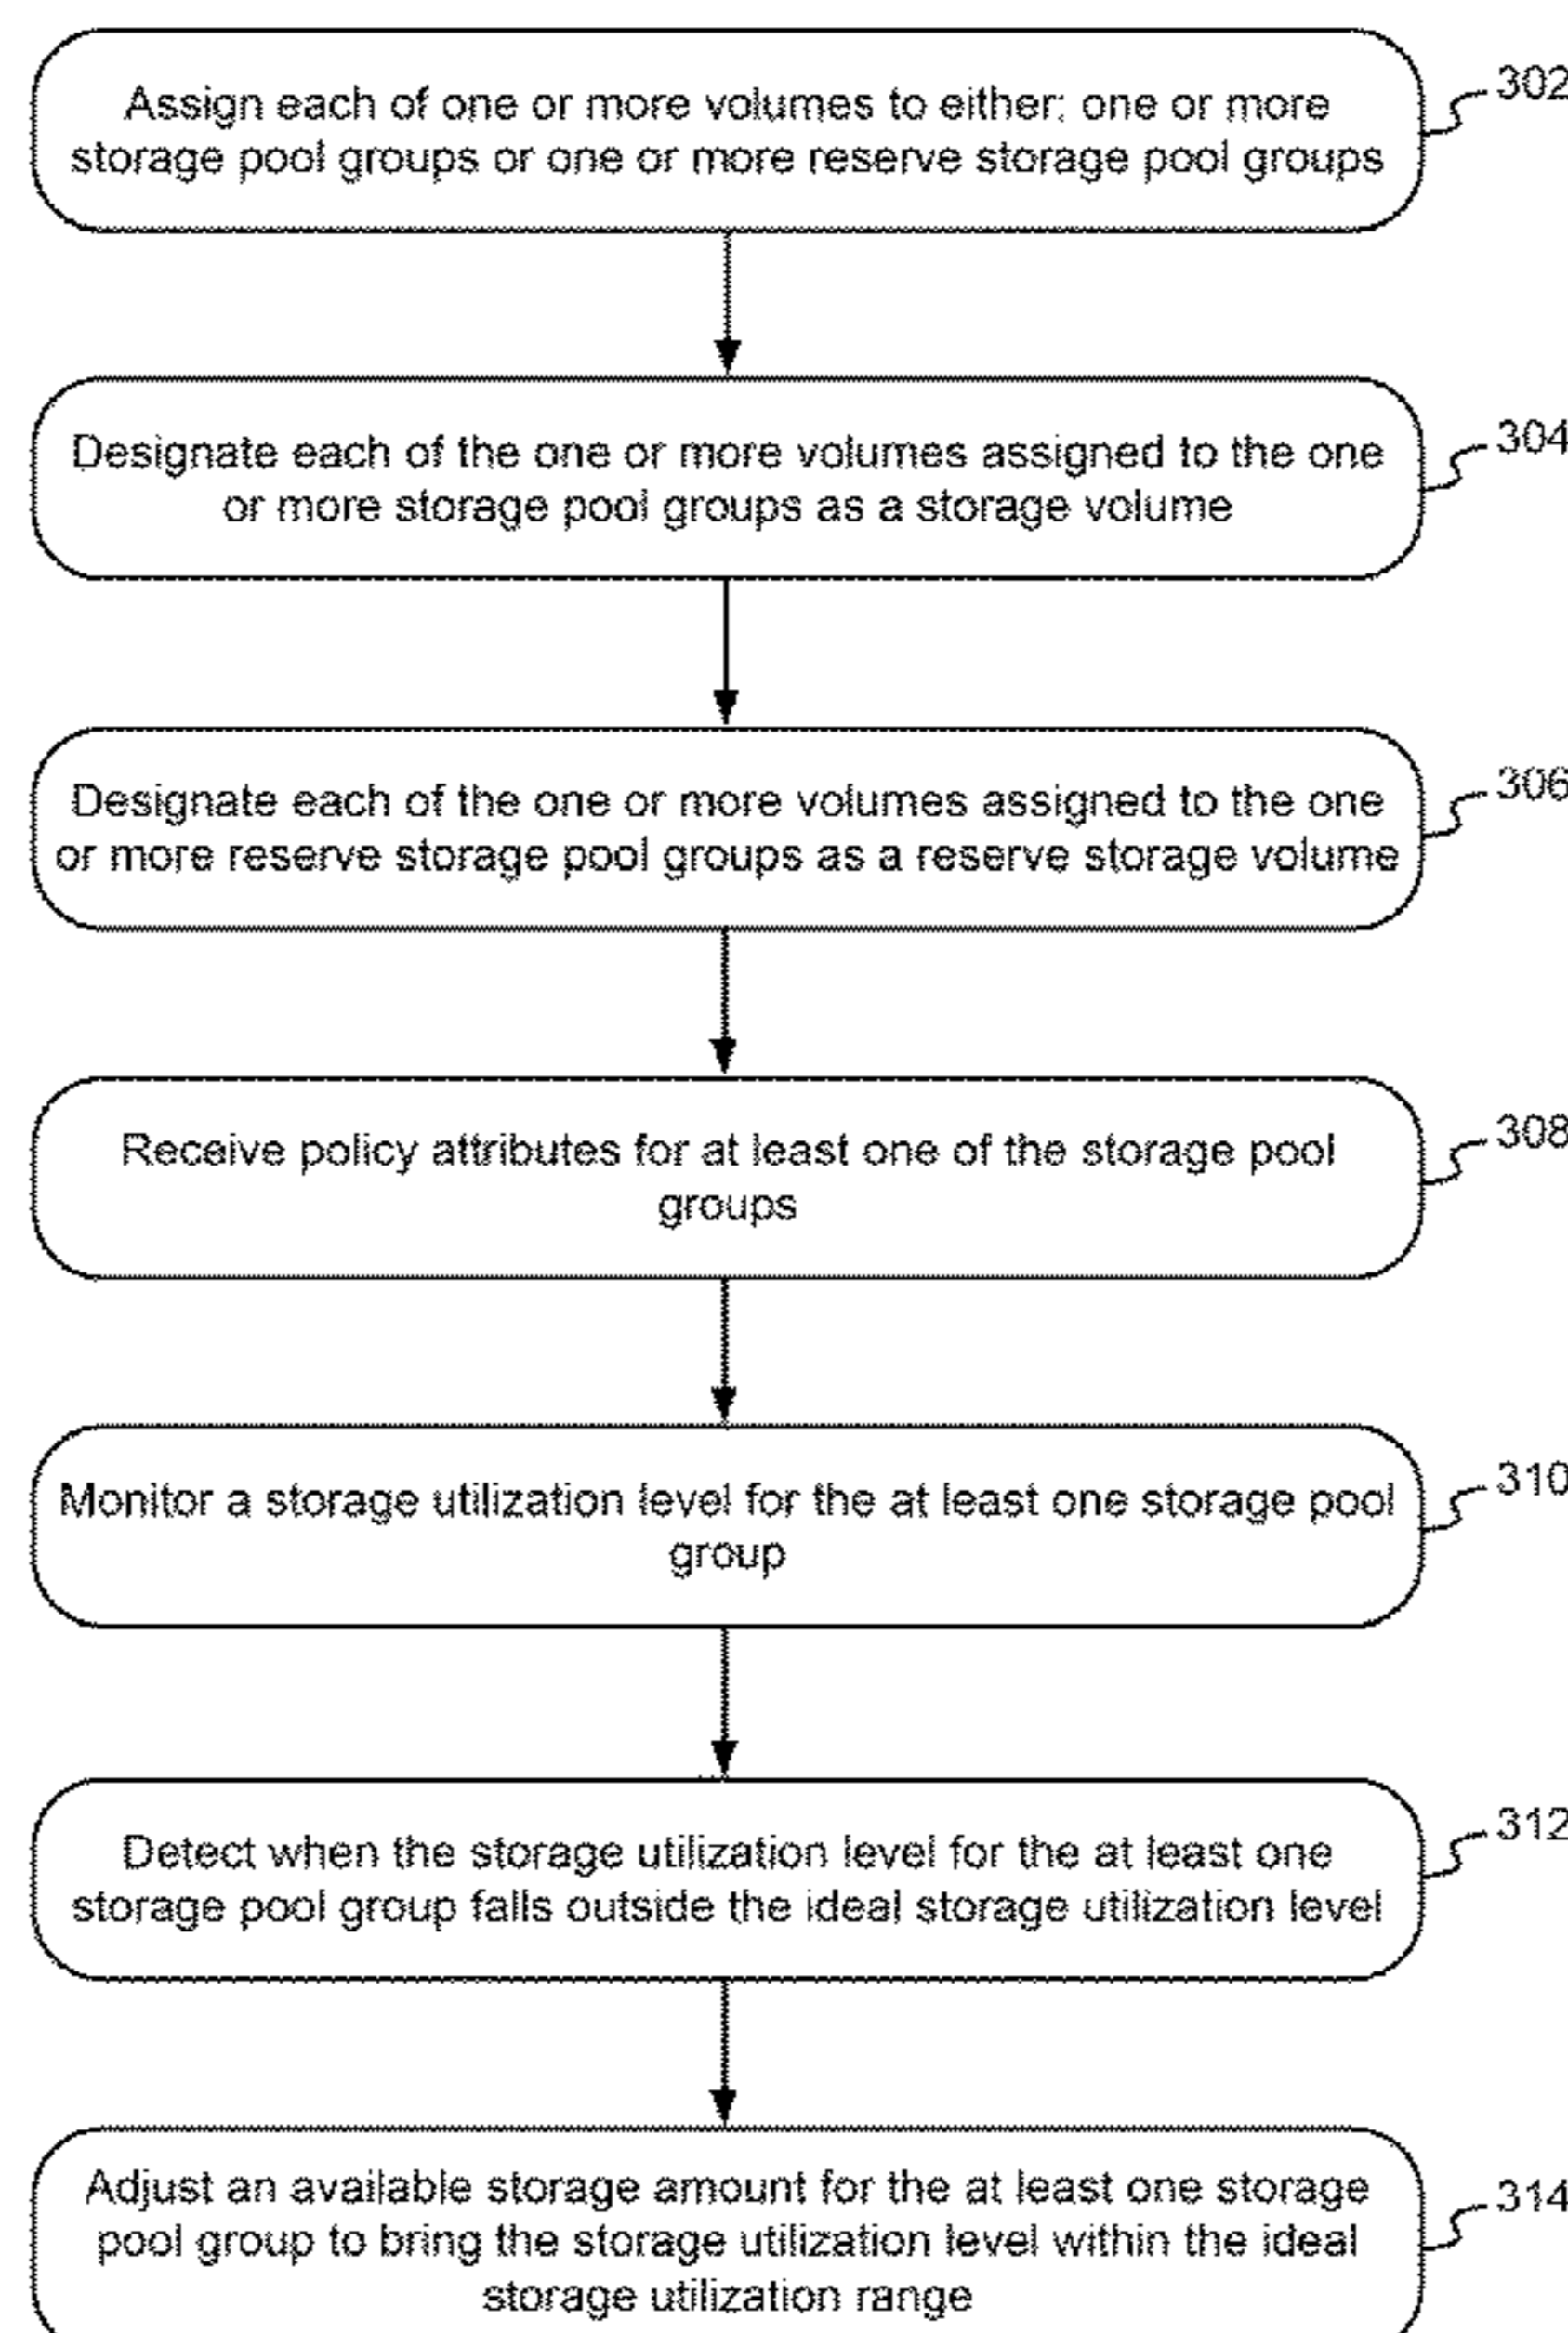 Assign each of one or more volumes to either: one or more
storage pool groups or one or more reserve storage pool groups
302
Designate each of the one or more volumes assigned to the one
or more storage pool groups as a storage volume
304
Designate each of the one or more volumes assigned to the one
or more reserve storage pool groups as a reserve storage volume
306
Receive policy attributes for at least one of the storage pool
groups
308
Monitor a storage utilization level for the at least one storage pool
group
310
Detect when the storage utilization level for the at least one
storage pool group falls outside the ideal storage utilization level
312
Adjust an available storage amount for the at least one storage
pool group to bring the storage utilization level within the ideal
storage utilization range
314